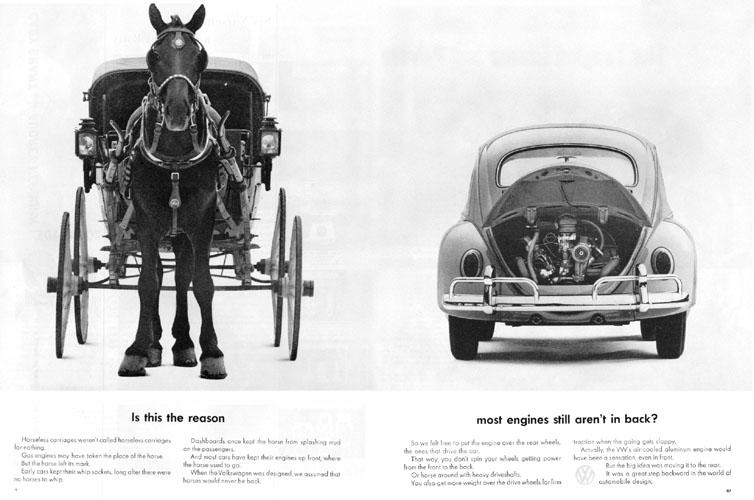 Is this the reason
most engines still aren't in back?
Horseless carriages weren't called horseless carriages
for nothing.
Gas engines may have taken the place of the horse.
But the horse left its mark.
Early cars kept their whip sockets, long after there were
no horses to whip.
Dashboards once kept the horse from splashing mud
on the passengers.
And most cars have kept their engines up front, where
the horse used to go.
When the Volkswagen was designed, we assumed that
horses would never be back.
So we felt free to put the engine over the rear wheels,
the ones that drive the car.
That way, you don't spin your wheels getting power
from the front to the back.
Or horse around with heavy driveshafts.
You also get more weight over the drive wheels for firm
traction when the going gets sloppy.
Actually, the VW's air-cooled aluminum engine would
have been a sensation, even in front.
But the big idea was moving it to the rear.
It was a great step backward in the world of
automobile design.